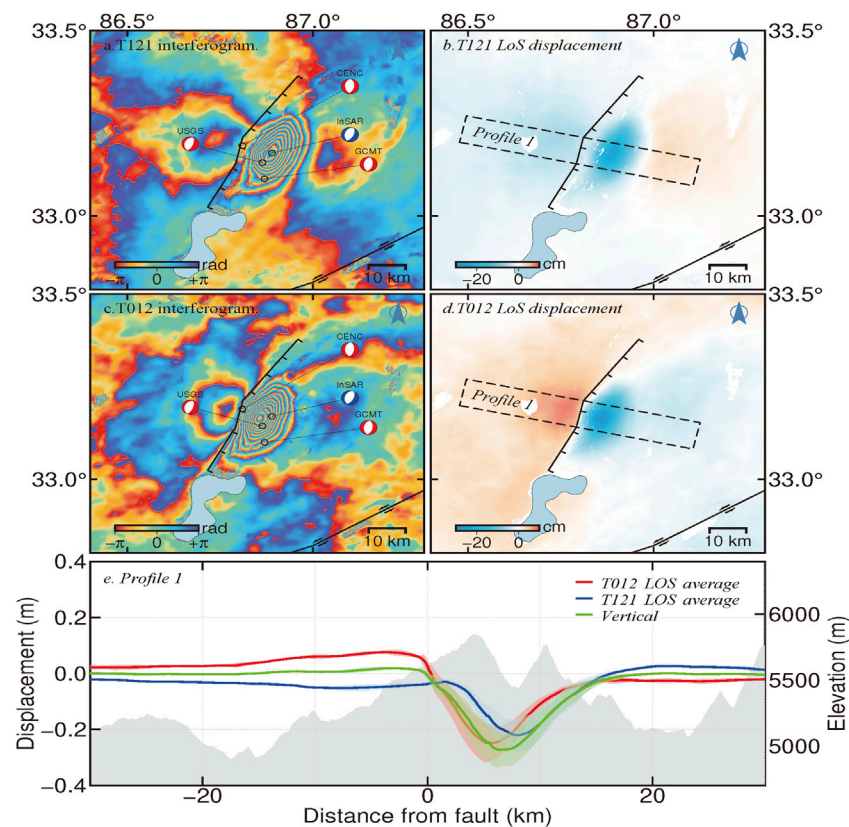 86.5° 87.0° 86.5° 87.0°
33.5° 33.5°
a.T121 interferogram. b.T121 LoS displacement
CENC
InSAR
USGS
GCMT
Profile 1
33.0° 33.0°
rad
−π 0 +π
10 km
cm
−20 0
10 km
33.5° 33.5°
c.T012 interferogram. d.T012 LoS displacement
CENC
InSAR
USGS
GCMT
Profile 1
33.0° 33.0°
rad
−π 0 +π
10 km
cm
−20 0
10 km
e. Profile 1
T012 LOS average
T121 LOS average
Vertical
Displacement (m)
0.4
0.2
0.0
−0.2
−0.4
Elevation (m)
6000
5500
5000
−20 0 20
Distance from fault (km)